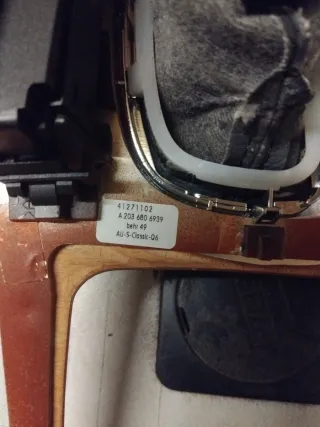 41271102
A 203 680 6939
behr. 49
AU-S-Classic-Q6